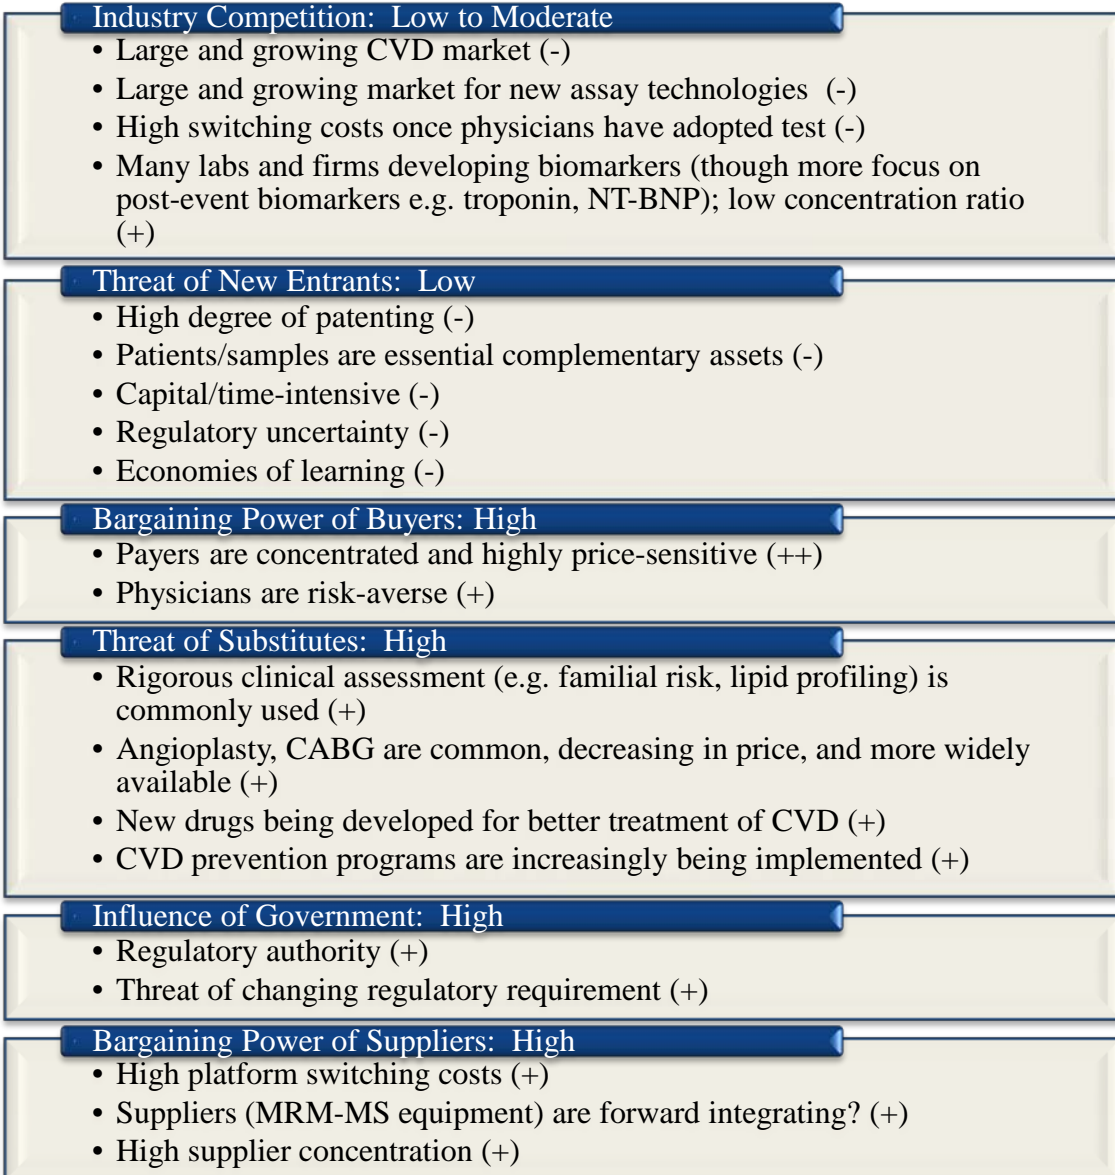 Industry Competition: Low to Moderate
• Large and growing CVD market (-)
• Large and growing market for new assay technologies (-)
• High switching costs once physicians have adopted test (-)
• Many labs and firms developing biomarkers (though more focus on
post-event biomarkers e.g. troponin, NT-BNP); low concentration ratio
(+)
Threat of New Entrants: Low
• High degree of patenting (-)
• Patients/samples are essential complementary assets (-)
• Capital/time-intensive (-)
• Regulatory uncertainty (-)
• Economies of learning (-)
Bargaining Power of Buyers: High
• Payers are concentrated and highly price-sensitive (++)
• Physicians are risk-averse (+)
Threat of Substitutes: High
• Rigorous clinical assessment (e.g. familial risk, lipid profiling) is
commonly used (+)
• Angioplasty, CABG are common, decreasing in price, and more widely
available (+)
• New drugs being developed for better treatment of CVD (+)
• CVD prevention programs are increasingly being implemented (+)
Influence of Government: High
• Regulatory authority (+)
• Threat of changing regulatory requirement (+)
Bargaining Power of Suppliers: High
• High platform switching costs (+)
• Suppliers (MRM-MS equipment) are forward integrating? (+)
• High supplier concentration (+)